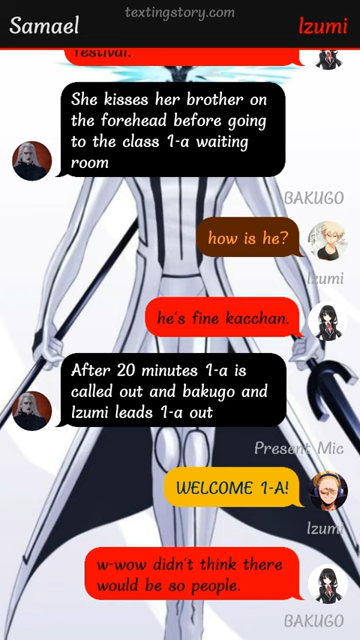 textingstory.com
Samael
Izumi
festival.
She kisses her brother on
the forehead before going
to the class 1-a waiting
room
BAKUGO
how is he?
Izumi
he's fine kacchan.
After 20 minutes 1-a is
called out and bakugo and
Izumi leads 1-a out
Present Mic
WELCOME 1-A!
Izumi
w-wow didn't think there
would be so people.
BAKUGO